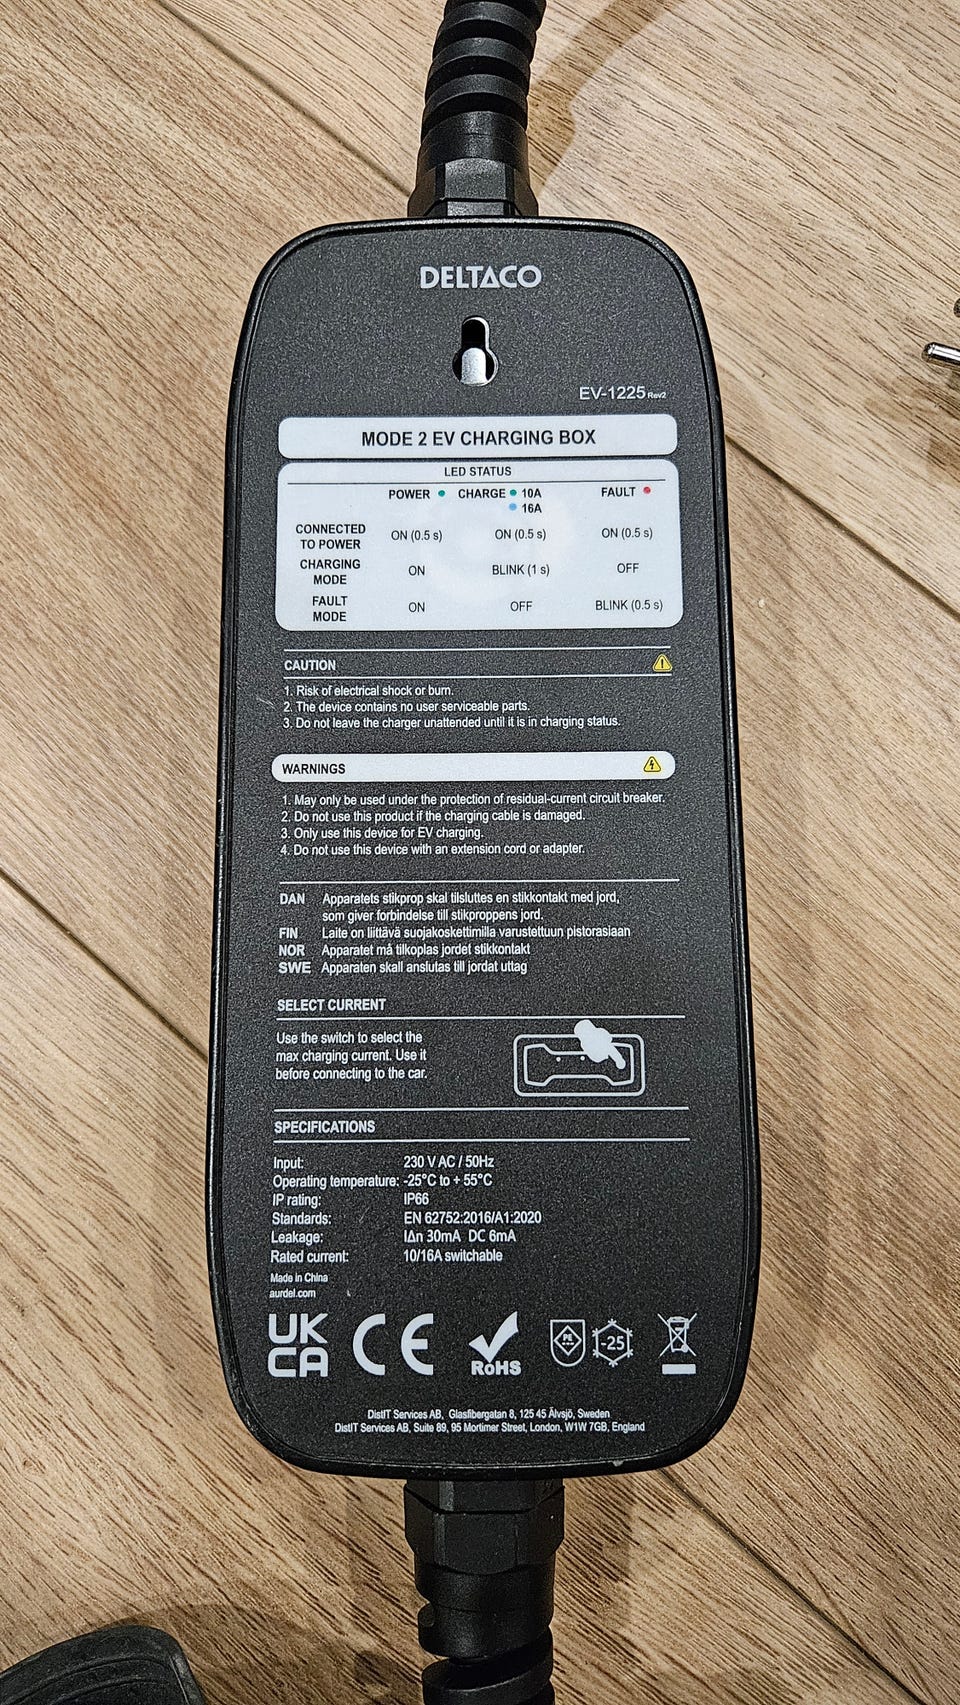 DELTACO
EV-1225 Rev2
MODE 2 EV CHARGING BOX
LED STATUS
POWER CHARGE 10A FAULT
16A
CONNECTED TO POWER ON (0.5 s) ON (0.5 s) ON (0.5 s)
CHARGING MODE ON BLINK (1 s) OFF
FAULT MODE ON OFF BLINK (0.5 s)
CAUTION
1. Risk of electrical shock or burn.
2. The device contains no user serviceable parts.
3. Do not leave the charger unattended until it is in charging status.
WARNINGS
1. May only be used under the protection of residual-current circuit breaker.
2. Do not use this product if the charging cable is damaged.
3. Only use this device for EV charging.
4. Do not use this device with an extension cord or adapter.
DAN Apparatets stikprop skal tilsluttes en stikkontakt med jord,
som giver forbindelse till stikproppens jord.
FIN Laite on liittävä suojakoskettimilla varustettuun pistorasiaan
NOR Apparatet må tilkoplas jordet stikkontakt
SWE Apparaten skall anslutas till jordat uttag
SELECT CURRENT
Use the switch to select the
max charging current. Use it
before connecting to the car.
SPECIFICATIONS
Input: 230 V AC / 50Hz
Operating temperature: -25°C to + 55°C
IP rating: IP66
Standards: EN 62752:2016/A1:2020
Leakage: IΔn 30mA DC 6mA
Rated current: 10/16A switchable
Made in China
aurdel.com
UK CA CE RoHS PE -25
DistIT Services AB, Glasfibergatan 8, 125 45 Älvsjö, Sweden
DistIT Services AB, Suite 89, 95 Mortimer Street, London, W1W 7GB, England